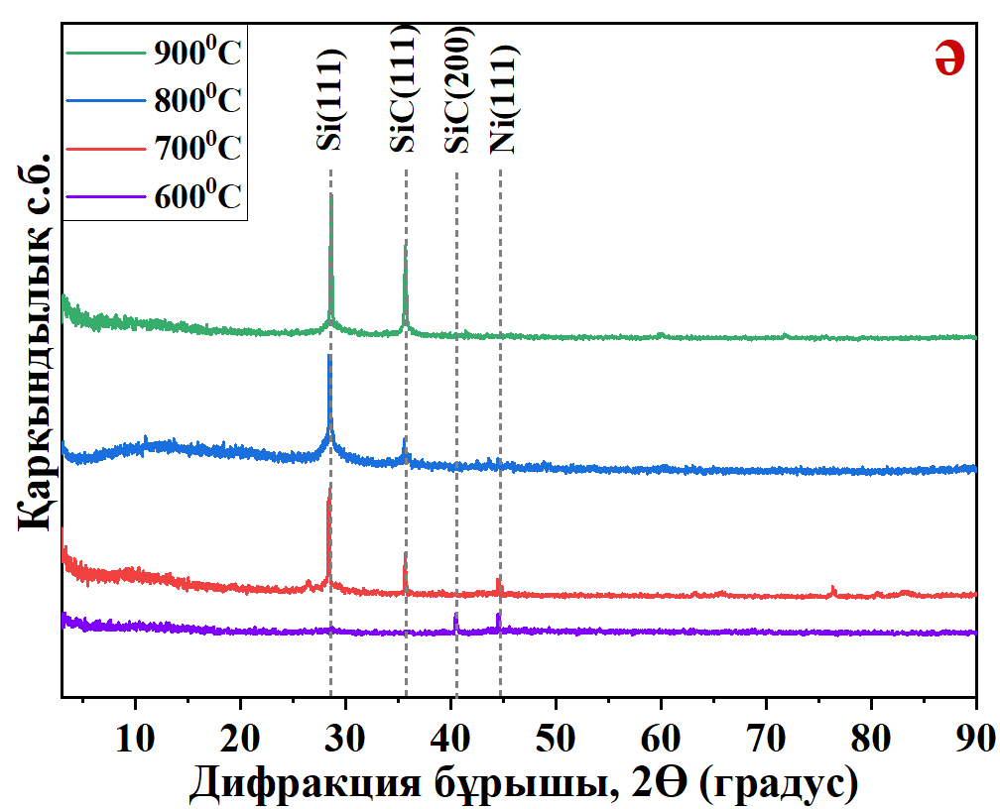 900⁰C
800⁰C
700⁰C
600⁰C
Si(111)
SiC(111)
SiC(200)
Ni(111)
ә
Қарқындылық с.б.
10 20 30 40 50 60 70 80 90
Дифракция бұрышы, 2Ө (градус)